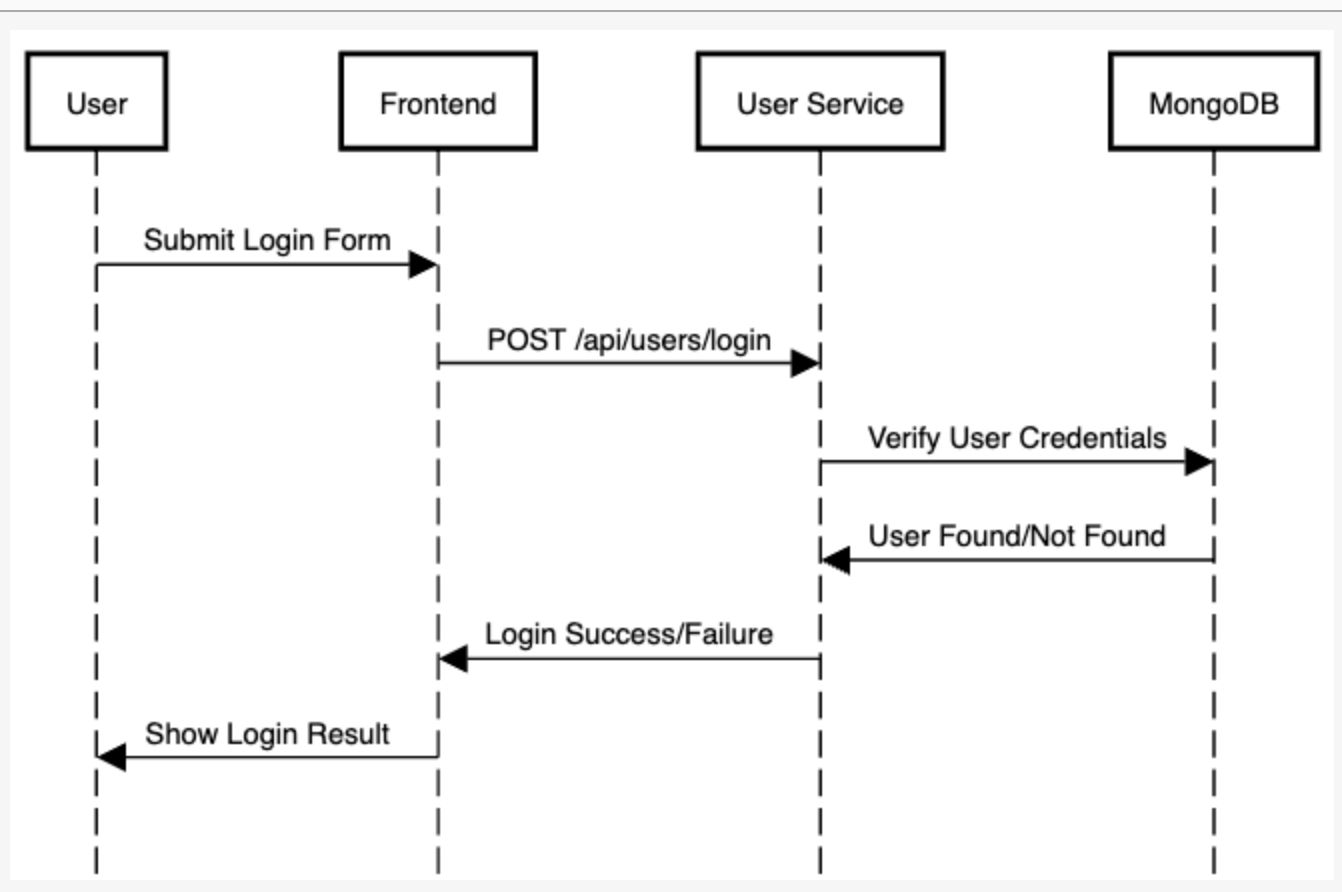 User
Frontend
User Service
MongoDB
Submit Login Form
POST /api/users/login
Verify User Credentials
User Found/Not Found
Login Success/Failure
Show Login Result